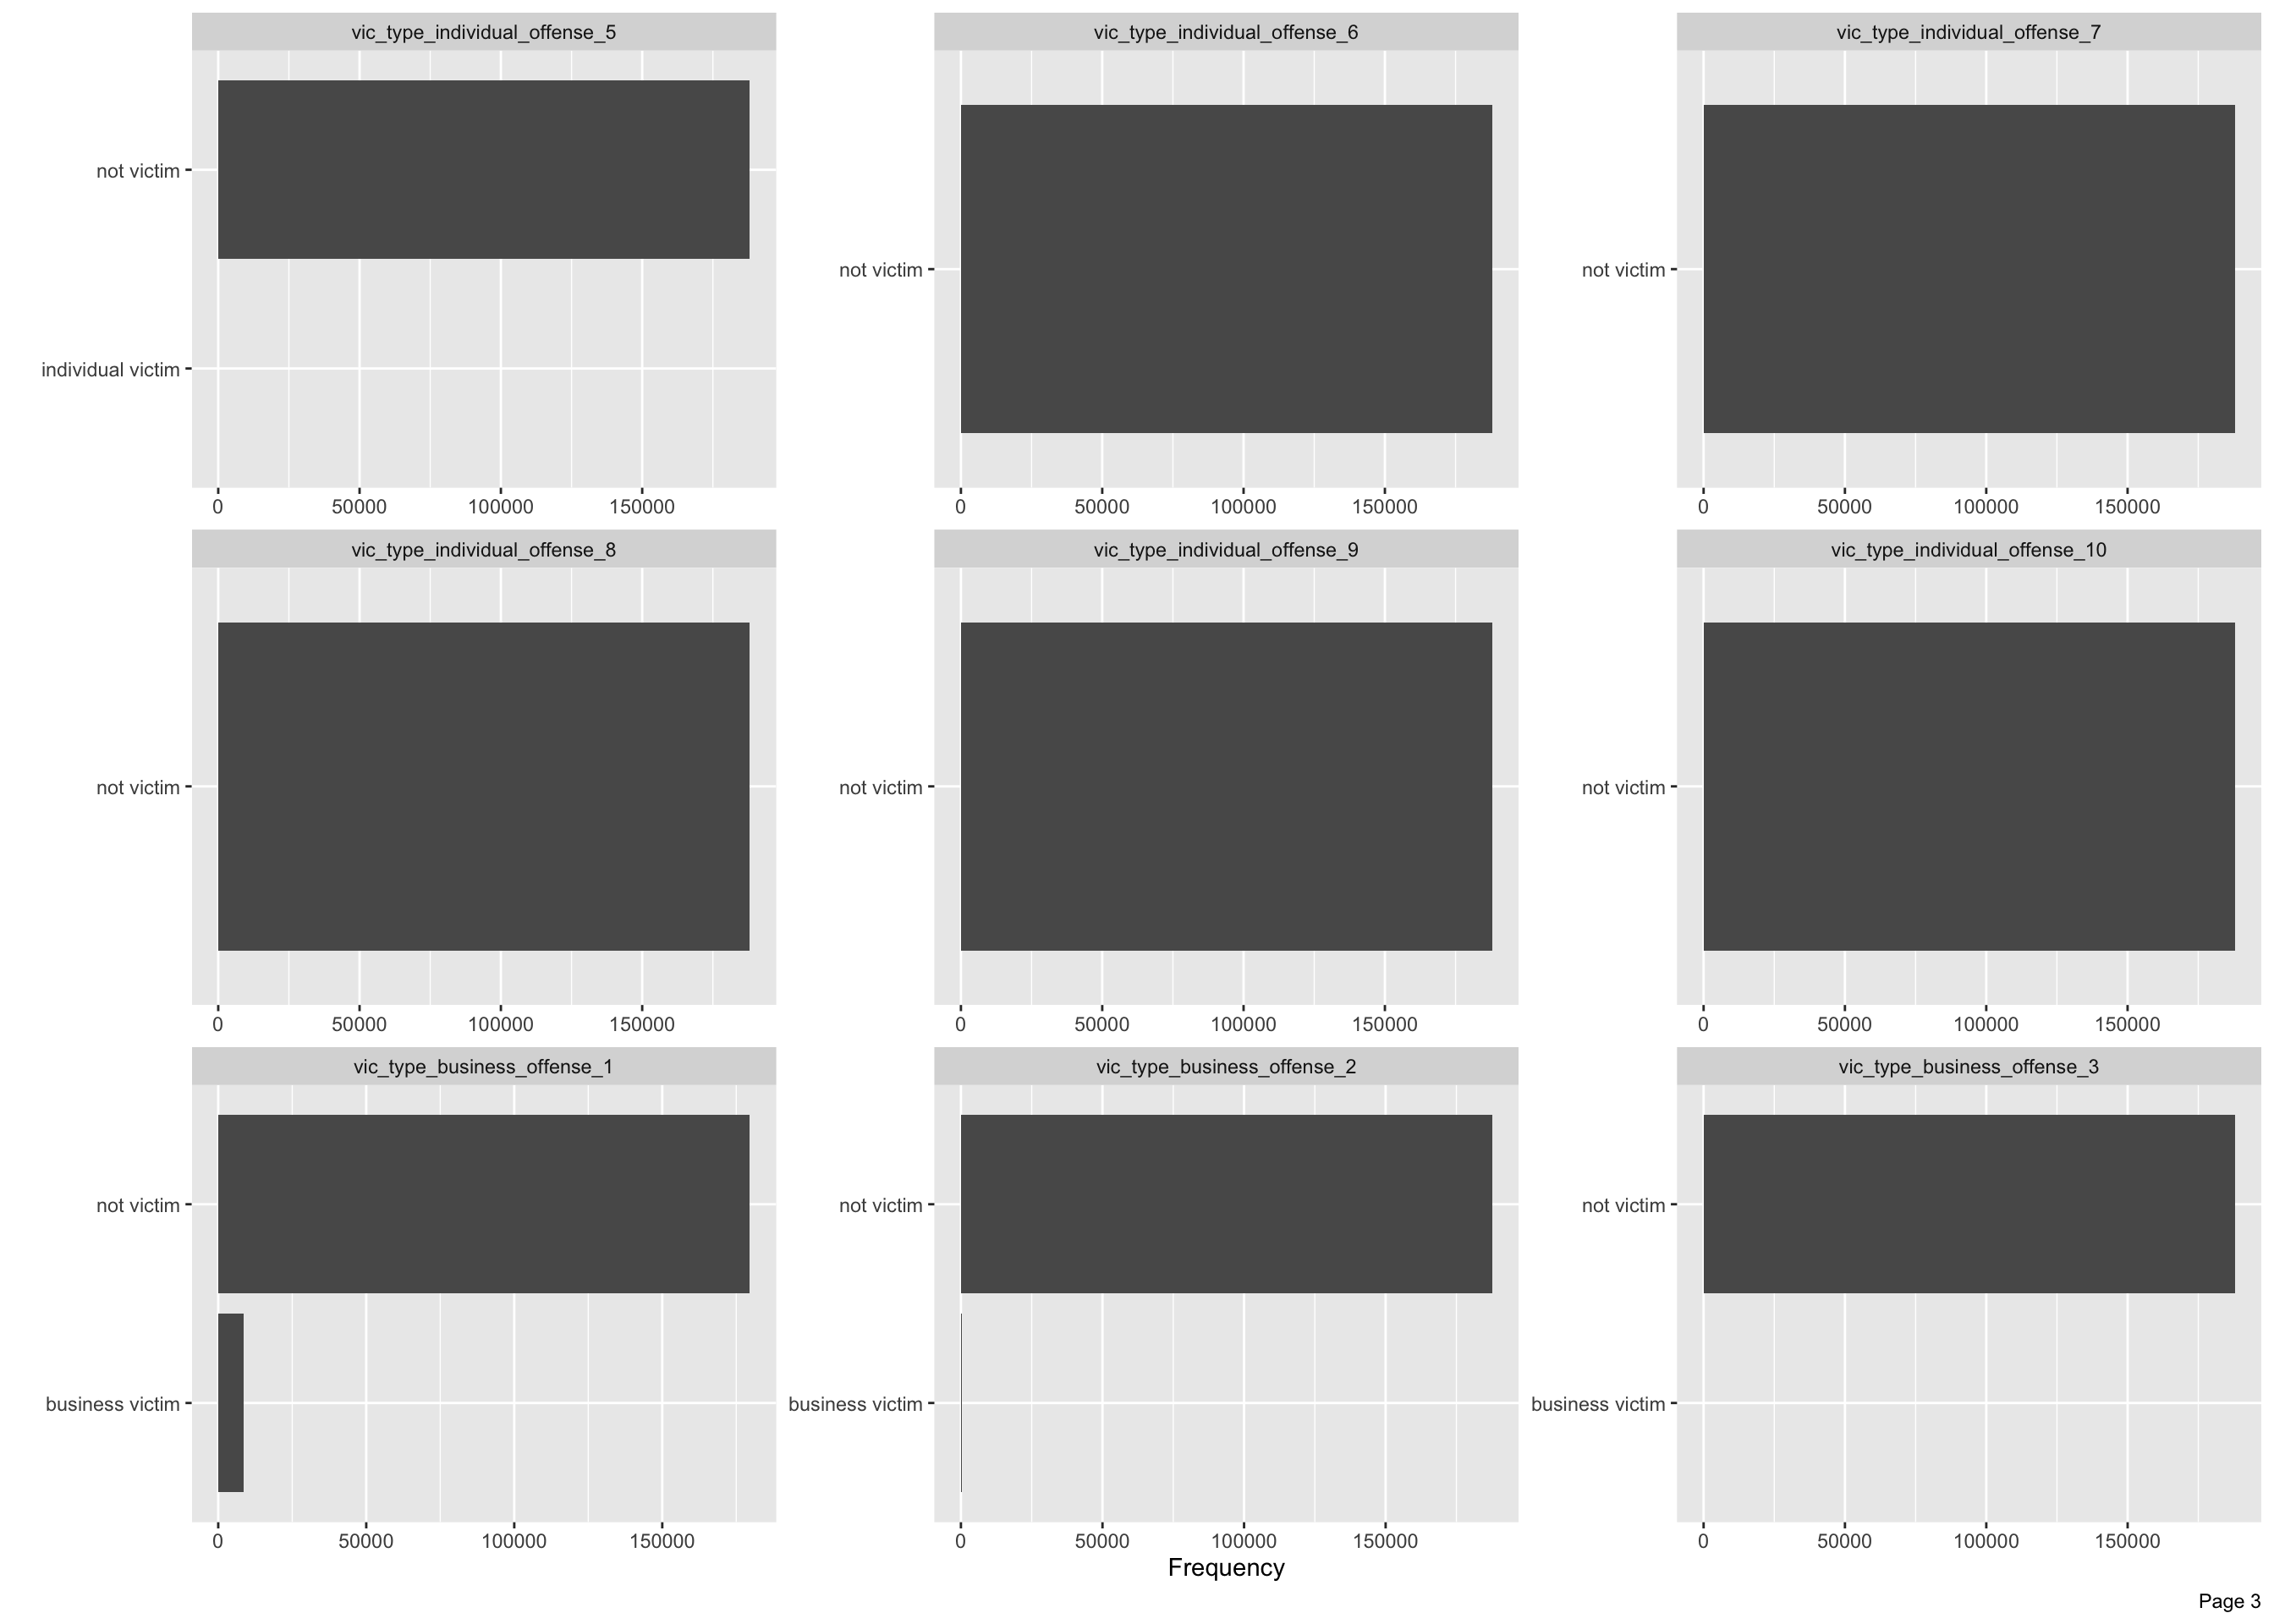 vic_type_individual_offense_5
not victim
individual victim
0 50000 100000 150000
vic_type_individual_offense_6
not victim
0 50000 100000 150000
vic_type_individual_offense_7
not victim
0 50000 100000 150000
vic_type_individual_offense_8
not victim
0 50000 100000 150000
vic_type_individual_offense_9
not victim
0 50000 100000 150000
vic_type_individual_offense_10
not victim
0 50000 100000 150000
vic_type_business_offense_1
not victim
business victim
0 50000 100000 150000
vic_type_business_offense_2
not victim
business victim
0 50000 100000 150000
vic_type_business_offense_3
not victim
business victim
0 50000 100000 150000
Frequency
Page 3